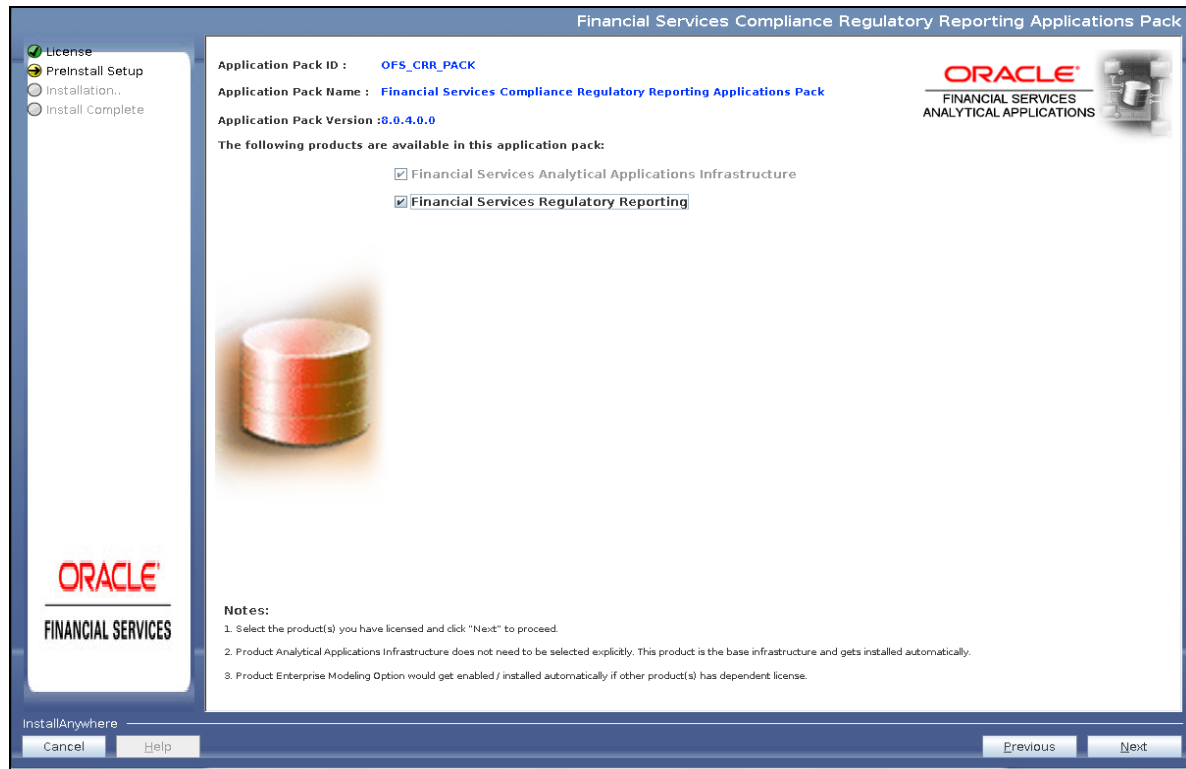 Financial Services Compliance Regulatory Reporting Applications Pack
License
PreInstall Setup
Installation..
Install Complete
Application Pack ID : OFS_CRR_PACK
Application Pack Name : Financial Services Compliance Regulatory Reporting Applications Pack
Application Pack Version :8.0.4.0.0
ORACLE
FINANCIAL SERVICES
ANALYTICAL APPLICATIONS
The following products are available in this application pack:
Financial Services Analytical Applications Infrastructure
Financial Services Regulatory Reporting
ORACLE
FINANCIAL SERVICES
Notes:
1. Select the product(s) you have licensed and click "Next" to proceed.
2. Product Analytical Applications Infrastructure does not need to be selected explicitly. This product is the base infrastructure and gets installed automatically.
3. Product Enterprise Modeling Option would get enabled / installed automatically if other product(s) has dependent license.
InstallAnywhere
Cancel Help Previous Next